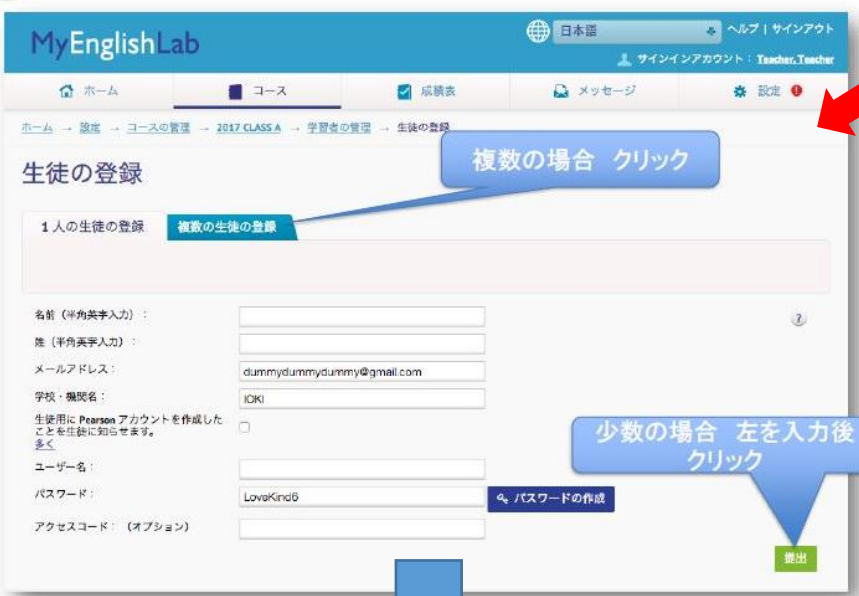 MyEnglishLab
日本語
ヘルプ | サインアウト
サインインアカウント : Teacher, Teacher
ホーム
コース
成績表
メッセージ
設定
ホーム → 設定 → コースの管理 → 2017 CLASS A → 学習者の管理 → 生徒の登録
複数の場合 クリック
生徒の登録
1人の生徒の登録
複数の生徒の登録
名前（半角英字入力）:
姓（半角英字入力）:
メールアドレス:
dummydummydummy@gmail.com
学校・機関名:
IOKI
生徒用に Pearson アカウントを作成した
ことを生徒に知らせます。
多く
少数の場合 左を入力後
クリック
ユーザー名:
パスワード:
LoveKind6
パスワードの作成
アクセスコード: （オプション）
提出